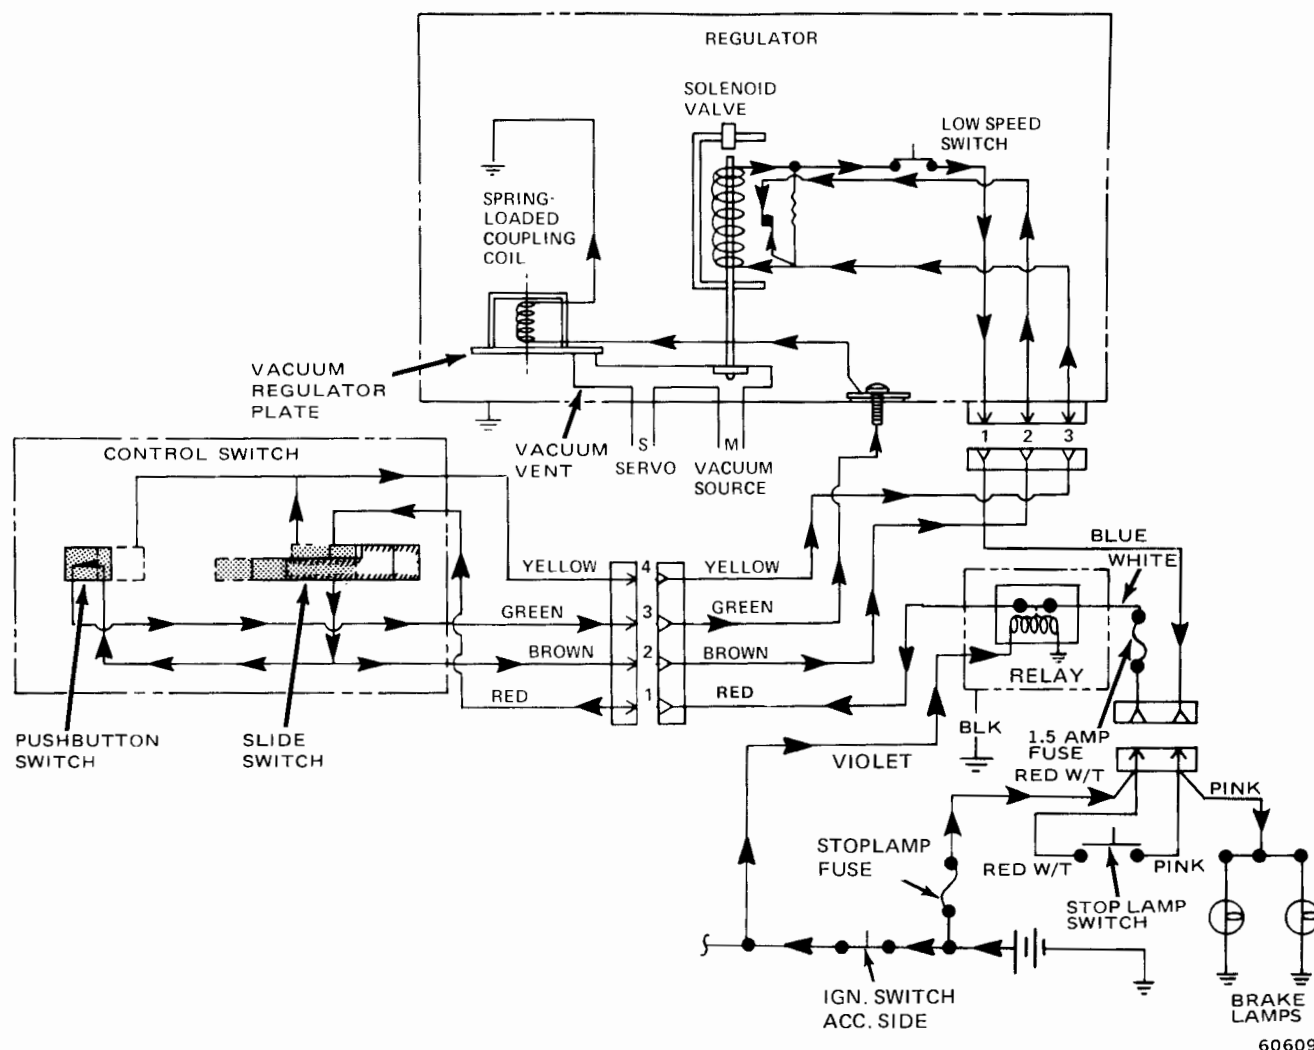 REGULATOR
SOLENOID
VALVE
LOW SPEED
SWITCH
SPRING-
LOADED
COUPLING
COIL
VACUUM
REGULATOR
PLATE
VACUUM
VENT
S
SERVO
M
VACUUM
SOURCE
1 2 3
CONTROL SWITCH
BLUE
WHITE
YELLOW
4
YELLOW
GREEN
3
GREEN
BROWN
2
BROWN
RED
1
RED
RELAY
PUSHBUTTON
SWITCH
SLIDE
SWITCH
VIOLET
BLK
1.5 AMP
FUSE
RED W/T
PINK
STOPLAMP
FUSE
RED W/T
PINK
STOP LAMP
SWITCH
IGN. SWITCH
ACC. SIDE
BRAKE
LAMPS
60609